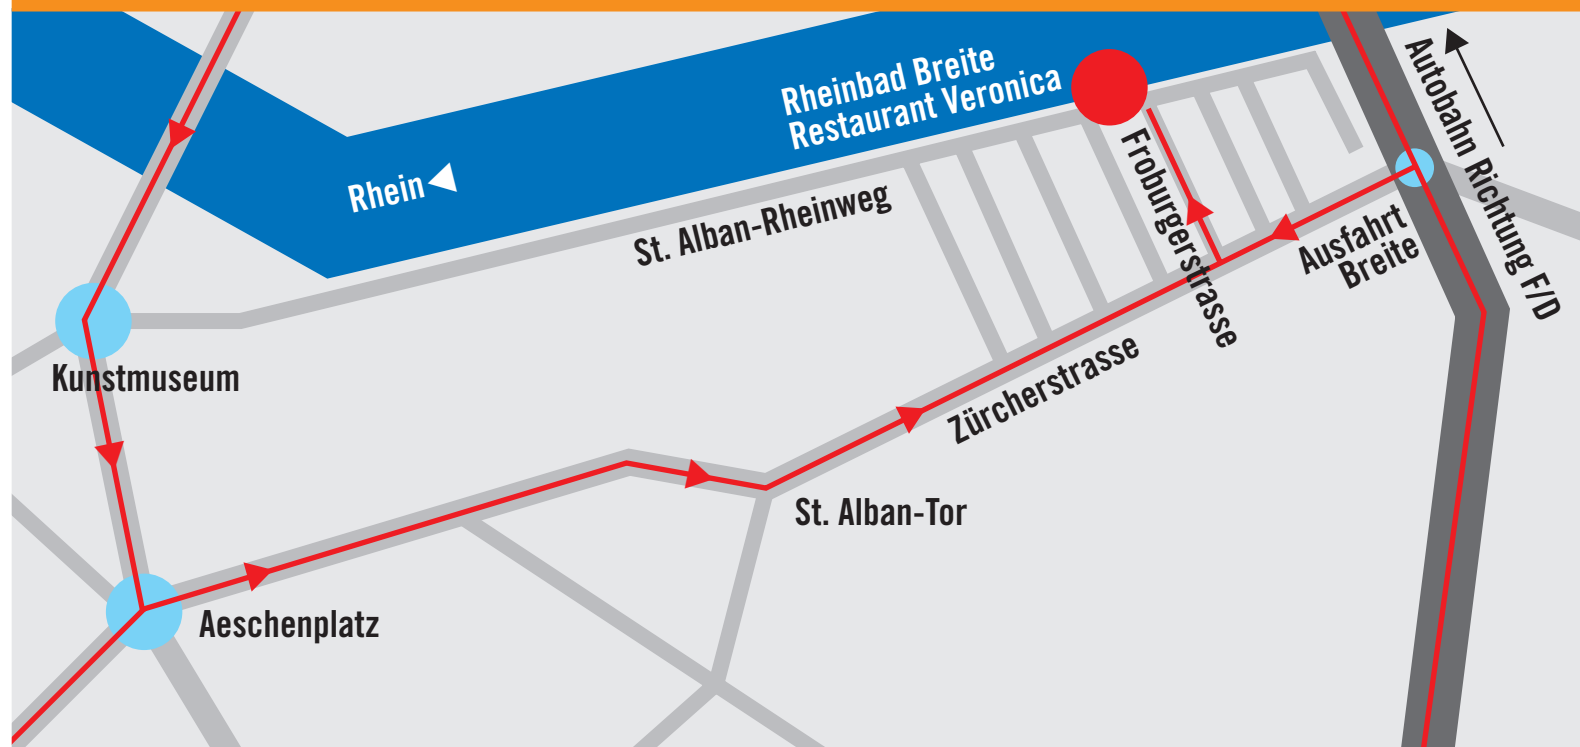 Rheinbad Breite
Restaurant Veronica
Autobahn Richtung F/D
Rhein
St. Alban-Rheinweg
Froburgerstrasse
Ausfahrt
Breite
Kunstmuseum
Zürcherstrasse
St. Alban-Tor
Aeschenplatz